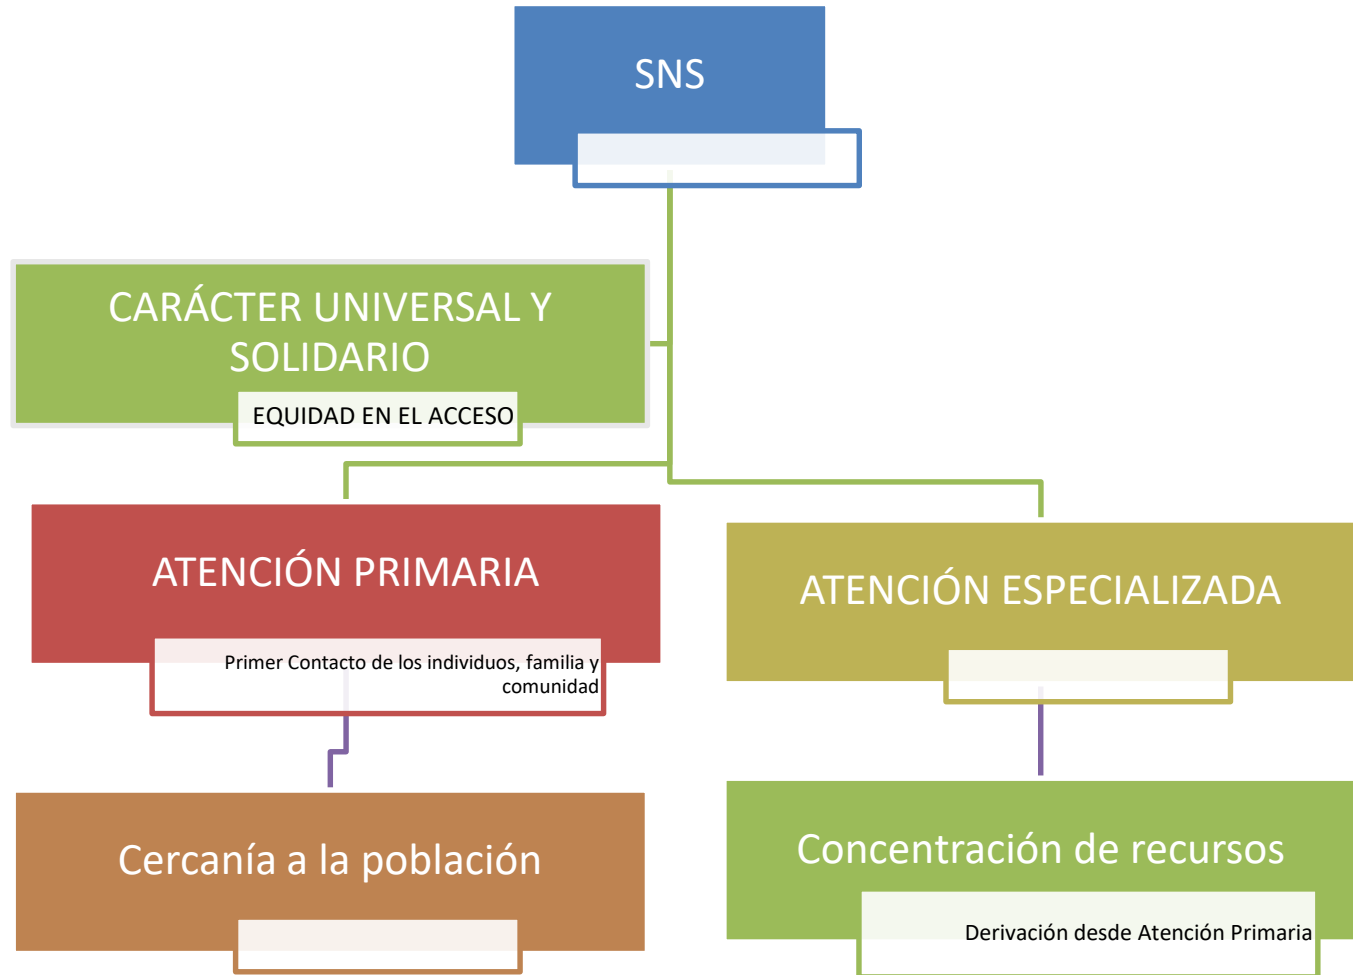 SNS
CARÁCTER UNIVERSAL Y
SOLIDARIO
EQUIDAD EN EL ACCESO
ATENCIÓN PRIMARIA
Primer Contacto de los individuos, familia y
comunidad
ATENCIÓN ESPECIALIZADA
Cercanía a la población
Concentración de recursos
Derivación desde Atención Primaria